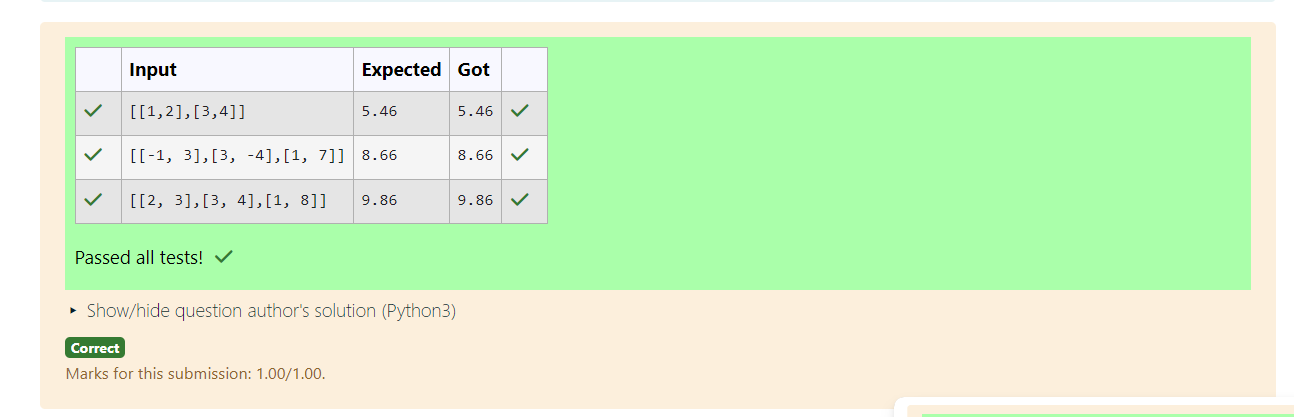 Input Expected Got
[[1,2],[3,4]] 5.46 5.46
[[-1, 3],[3, -4],[1, 7]] 8.66 8.66
[[2, 3],[3, 4],[1, 8]] 9.86 9.86
Passed all tests!
Show/hide question author's solution (Python3)
Correct
Marks for this submission: 1.00/1.00.